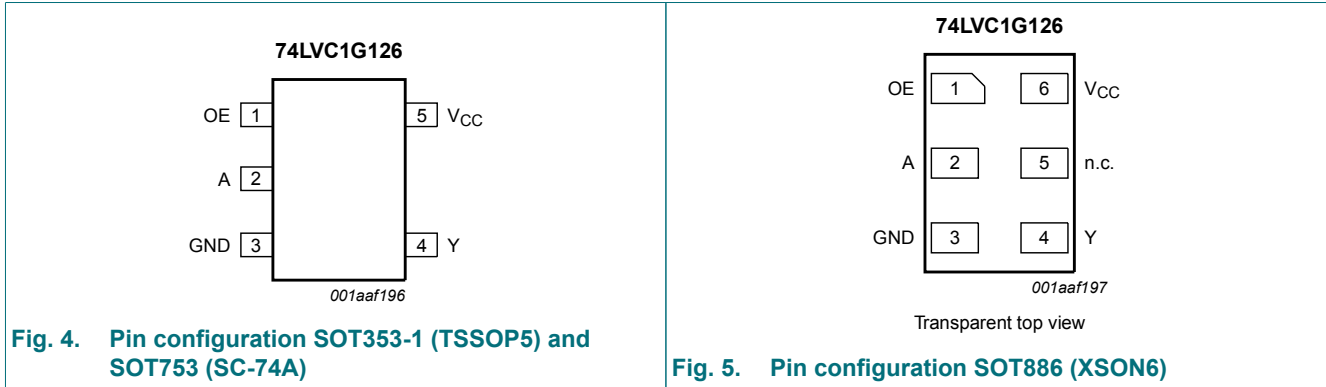 74LVC1G126
OE 1 5 VCC
A 2
GND 3 4 Y
001aaf196
Fig. 4. Pin configuration SOT353-1 (TSSOP5) and
SOT753 (SC-74A)
74LVC1G126
OE 1 6 VCC
A 2 5 n.c.
GND 3 4 Y
001aaf197
Transparent top view
Fig. 5. Pin configuration SOT886 (XSON6)